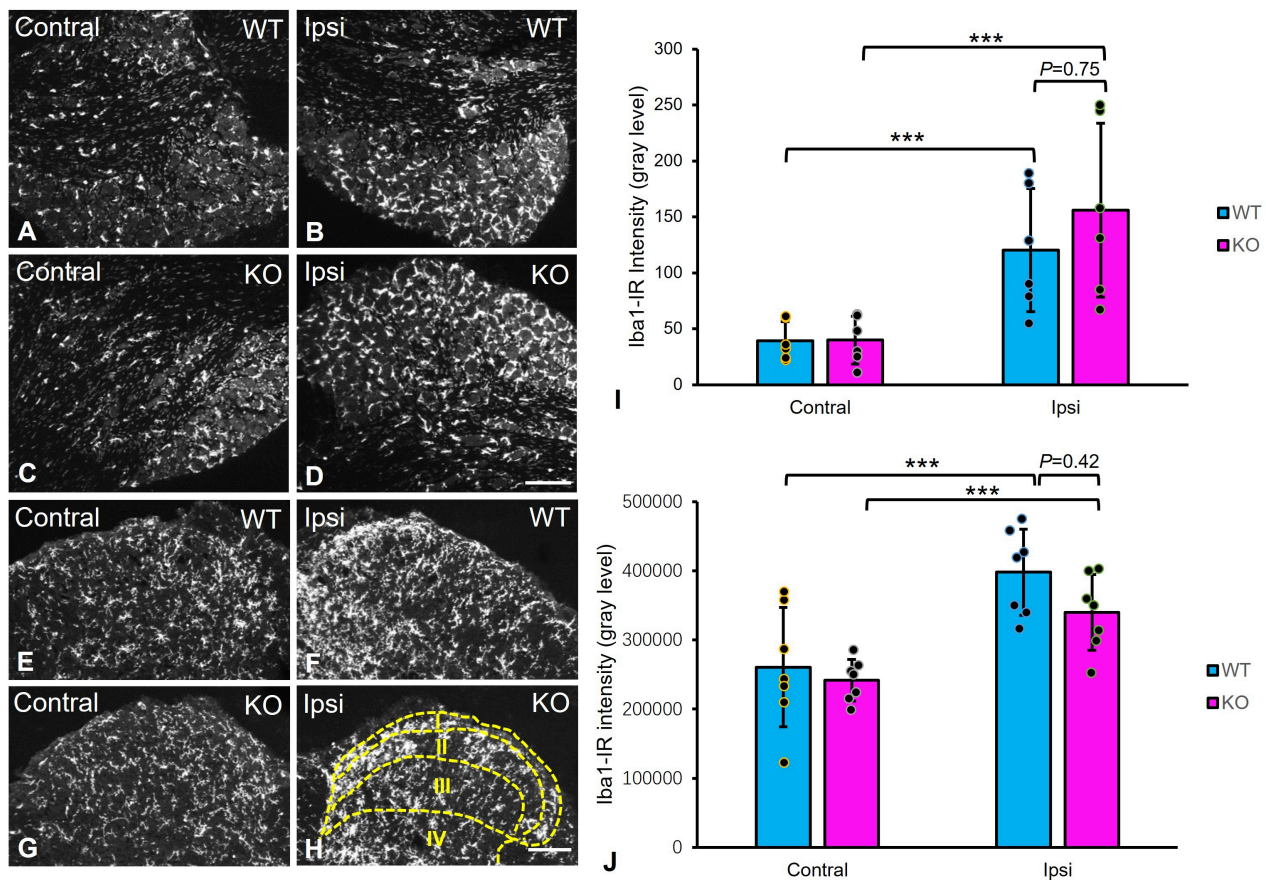 Contral WT
A
Ipsi WT
B
Contral KO
C
Ipsi KO
D
Contral WT
E
Ipsi WT
F
Contral KO
G
Ipsi KO
I
II
III
IV
H
***
P=0.75
***
300
250
200
150
100
50
0
Iba1-IR Intensity (gray level)
Contral Ipsi
WT
KO
I
***
P=0.42
***
500000
400000
300000
200000
100000
0
Iba1-IR intensity (gray level)
Contral Ipsi
WT
KO
J